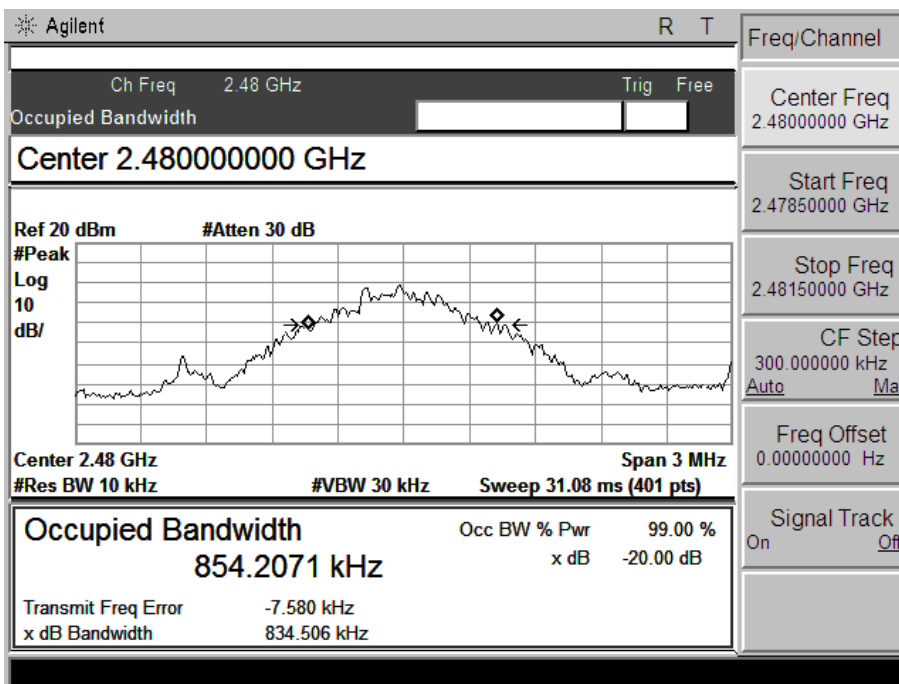 Agilent
R T
Freq/Channel
Ch Freq 2.48 GHz
Trig Free
Occupied Bandwidth
Center 2.480000000 GHz
Center Freq
2.48000000 GHz
Start Freq
2.47850000 GHz
Ref 20 dBm #Atten 30 dB
#Peak
Log
10
dB/
Stop Freq
2.48150000 GHz
CF Step
300.000000 kHz
Auto Ma
Center 2.48 GHz Span 3 MHz
#Res BW 10 kHz #VBW 30 kHz Sweep 31.08 ms (401 pts)
Freq Offset
0.00000000 Hz
Occupied Bandwidth
854.2071 kHz
Occ BW % Pwr 99.00 %
x dB -20.00 dB
Transmit Freq Error -7.580 kHz
x dB Bandwidth 834.506 kHz
Signal Track
On Off